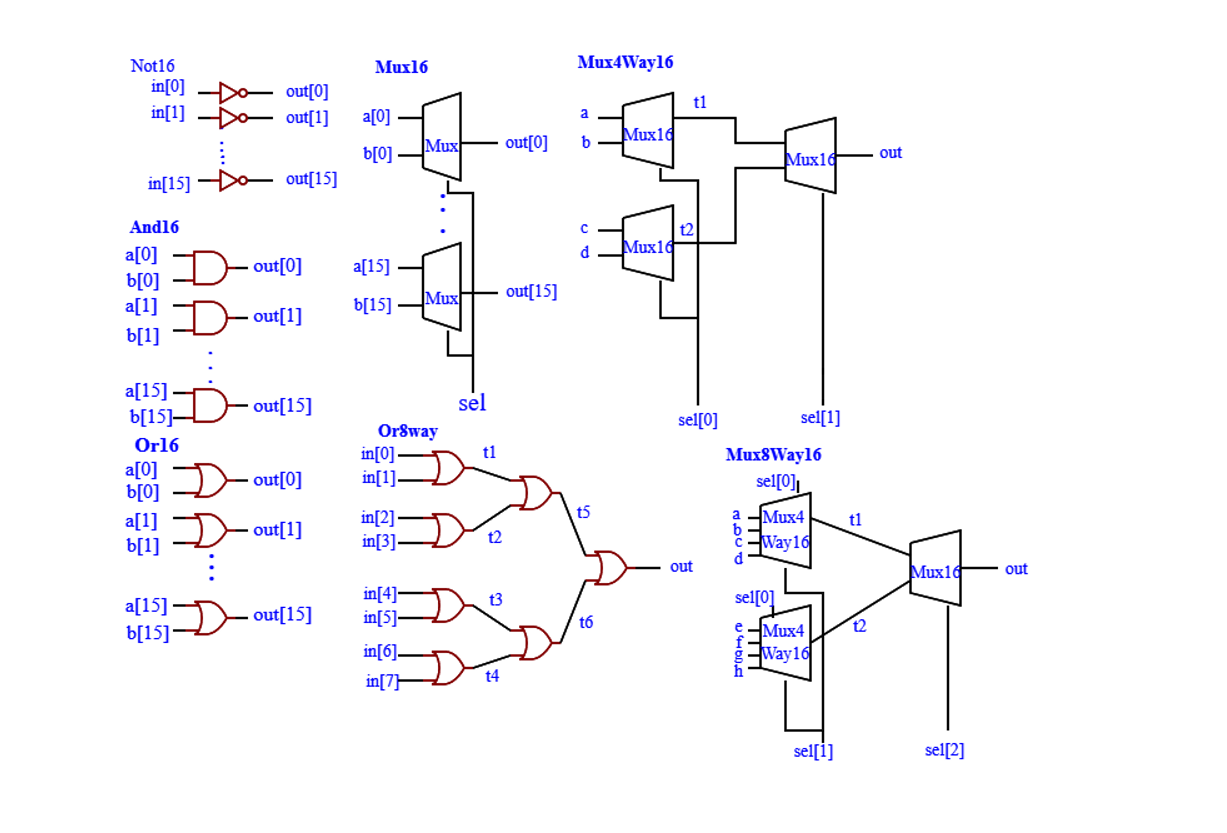 Not16
in[0]
out[0]
in[1]
out[1]
in[15]
out[15]
And16
a[0]
b[0]
out[0]
a[1]
b[1]
out[1]
a[15]
b[15]
out[15]
Or16
a[0]
b[0]
out[0]
a[1]
b[1]
out[1]
a[15]
b[15]
out[15]
Mux16
a[0]
b[0]
Mux
out[0]
a[15]
b[15]
Mux
out[15]
sel
Or8way
in[0]
in[1]
t1
in[2]
in[3]
t2
t5
in[4]
in[5]
t3
in[6]
in[7]
t4
t6
out
Mux4Way16
a
b
Mux16
t1
c
d
Mux16
t2
Mux16
out
sel[0]
sel[1]
Mux8Way16
sel[0]
a
b
c
d
Mux4
Way16
t1
sel[0]
e
f
g
h
Mux4
Way16
t2
Mux16
out
sel[1]
sel[2]